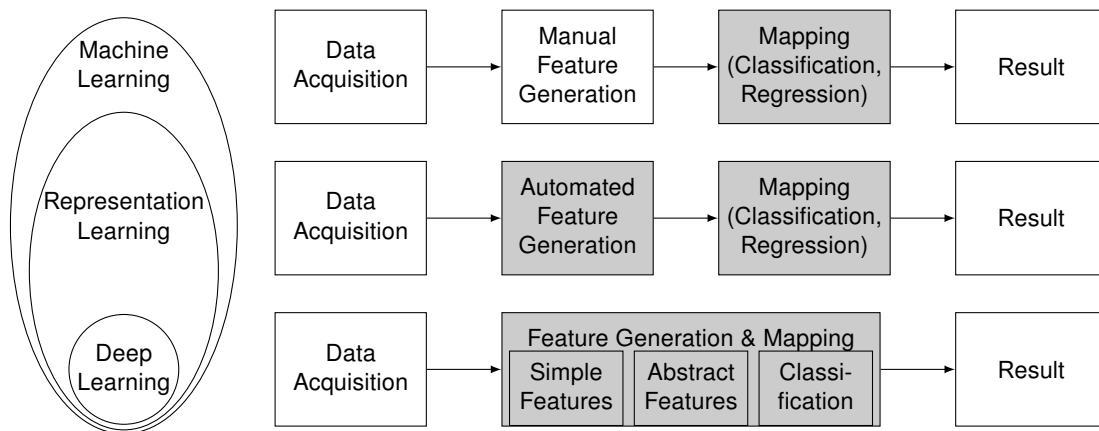 Machine
Learning
Representation
Learning
Deep
Learning
Data
Acquisition
Manual
Feature
Generation
Mapping
(Classification,
Regression)
Result
Data
Acquisition
Automated
Feature
Generation
Mapping
(Classification,
Regression)
Result
Data
Acquisition
Feature Generation & Mapping
Simple
Features
Abstract
Features
Classi-
fication
Result